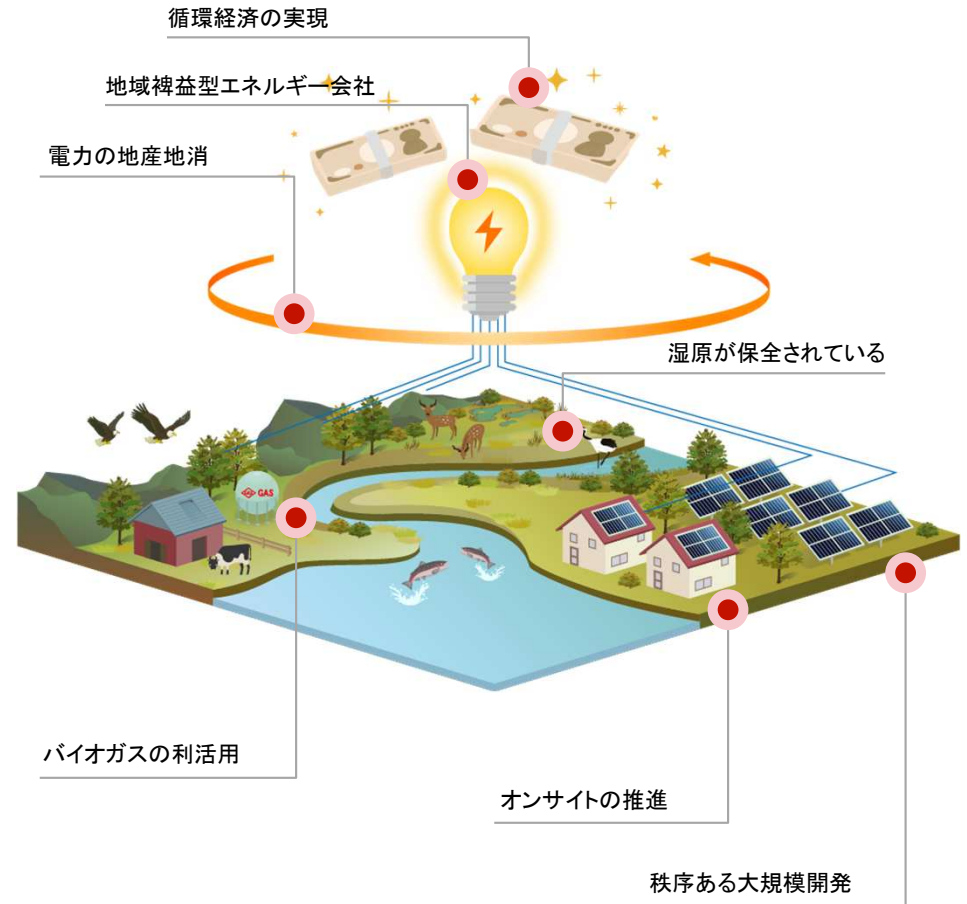 循環経済の実現
地域裨益型エネルギー会社
電力の地産地消
湿原が保全されている
GAS GAS
バイオガスの利活用
オンサイトの推進
秩序ある大規模開発